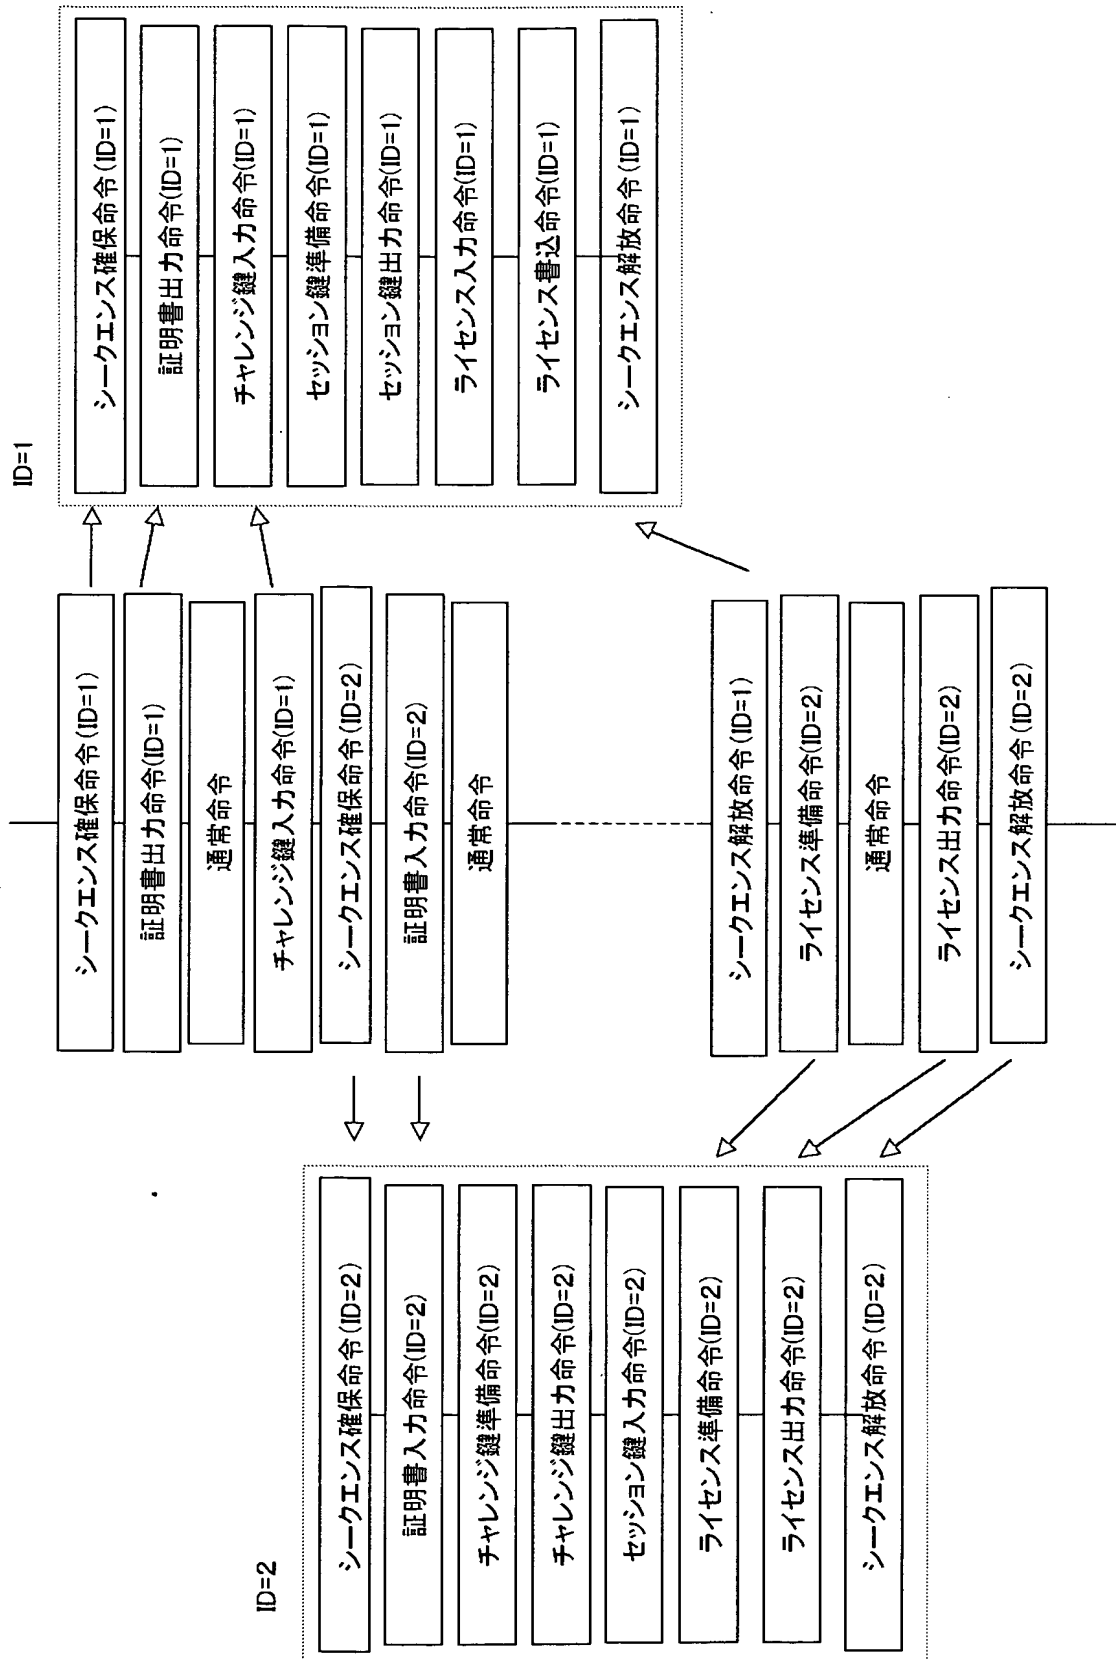 ID=2
シークエンス確保命令(ID=2)
証明書入力命令(ID=2)
チャレンジ鍵準備命令(ID=2)
チャレンジ鍵出力命令(ID=2)
セッション鍵入力命令(ID=2)
ライセンス準備命令(ID=2)
ライセンス出力命令(ID=2)
シークエンス解放命令(ID=2)
シークエンス確保命令(ID=1)
証明書出力命令(ID=1)
通常命令
チャレンジ鍵入力命令(ID=1)
シークエンス確保命令(ID=2)
証明書入力命令(ID=2)
通常命令
シークエンス解放命令(ID=1)
ライセンス準備命令(ID=2)
通常命令
ライセンス出力命令(ID=2)
シークエンス解放命令(ID=2)
ID=1
シークエンス確保命令(ID=1)
証明書出力命令(ID=1)
チャレンジ鍵入力命令(ID=1)
セッション鍵準備命令(ID=1)
セッション鍵出力命令(ID=1)
ライセンス入力命令(ID=1)
ライセンス書込命令(ID=1)
シークエンス解放命令(ID=1)